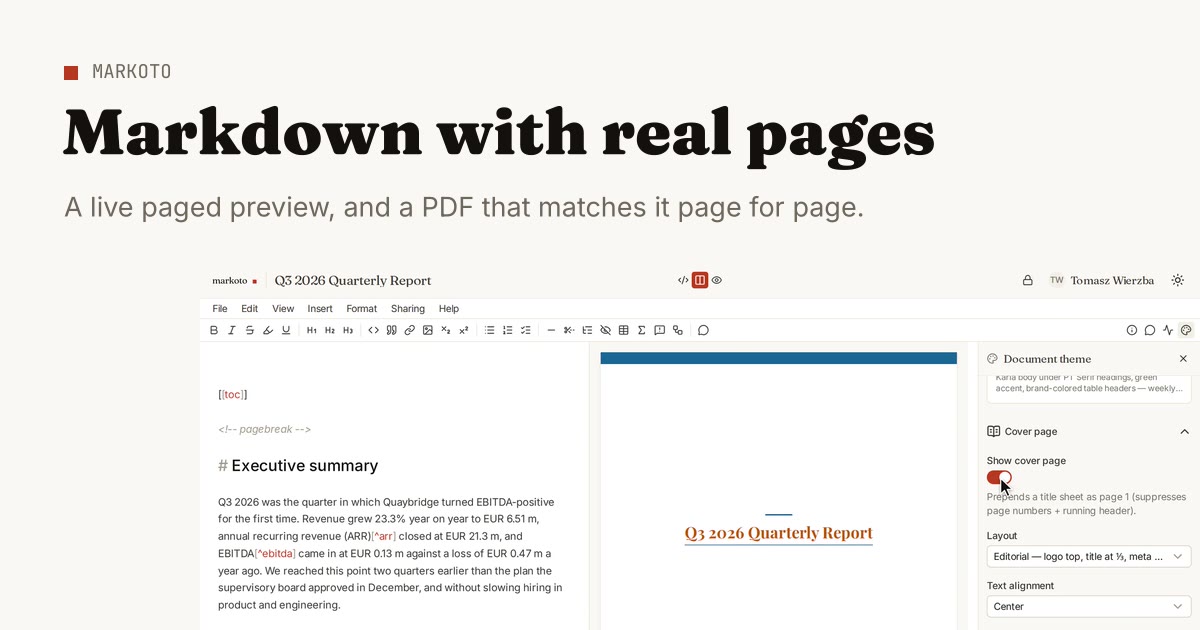 MARKOTO
Markdown with real pages
A live paged preview, and a PDF that matches it page for page.
markoto
Q3 2026 Quarterly Report
</>
TW Tomasz Wierzba
File Edit View Insert Format Sharing Help
B I S U H1 H2 H3 X2 x2 Σ
[[toc]]
<!-- pagebreak -->
# Executive summary
Q3 2026 was the quarter in which Quaybridge turned EBITDA-positive
for the first time. Revenue grew 23.3% year on year to EUR 6.51 m,
annual recurring revenue (ARR)[^arr] closed at EUR 21.3 m, and
EBITDA[^ebitda] came in at EUR 0.13 m against a loss of EUR 0.47 m a
year ago. We reached this point two quarters earlier than the plan the
supervisory board approved in December, and without slowing hiring in
product and engineering.
Q3 2026 Quarterly Report
Document theme
Karla body under PT Serif headings, green
accent, brand-colored table headers — weekly...
Cover page
Show cover page
Prepends a title sheet as page 1 (suppresses
page numbers + running header).
Layout
Editorial — logo top, title at ⅓, meta ...
Text alignment
Center